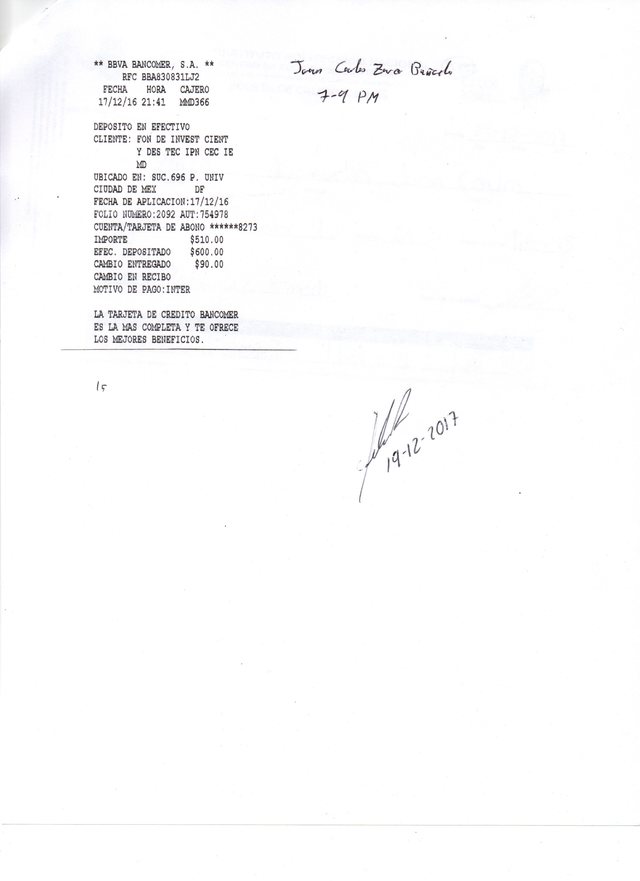 ** BBVA BANCOMER, S.A. **
RFC BBA830831LJ2
FECHA HORA CAJERO
17/12/16 21:41 MMD366
DEPOSITO EN EFECTIVO
CLIENTE: FON DE INVEST CIENT
Y DES TEC IPN CEC IE
MD
UBICADO EN: SUC.696 P. UNIV
CIUDAD DE MEX DF
FECHA DE APLICACION:17/12/16
FOLIO NUMERO:2092 AUT:754978
CUENTA/TARJETA DE ABONO ******8273
IMPORTE $510.00
EFEC. DEPOSITADO $600.00
CAMBIO ENTREGADO $90.00
CAMBIO EN RECIBO
MOTIVO DE PAGO:INTER
LA TARJETA DE CREDITO BANCOMER
ES LA MAS COMPLETA Y TE OFRECE
LOS MEJORES BENEFICIOS.
Juan Carlos
7-9 PM
15
19-12-2017